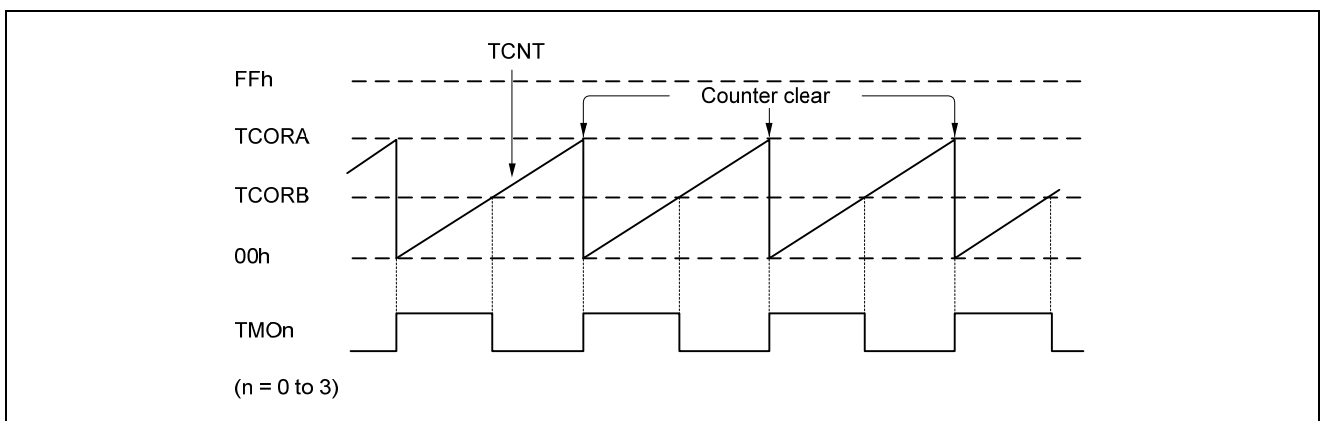 TCNT
FFh
Counter clear
TCORA
TCORB
00h
TMOn
(n = 0 to 3)